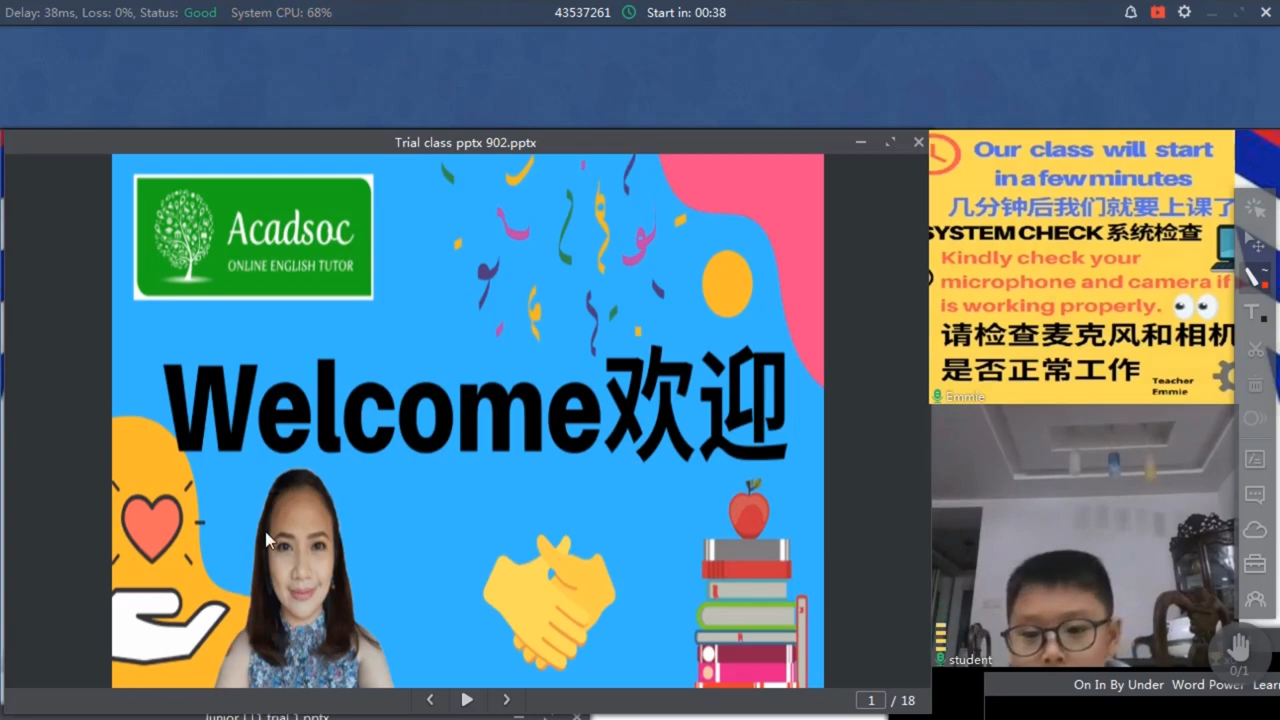 Delay: 38ms, Loss: 0%, Status: Good System CPU: 68%
43537261 Start in: 00:38
Trial class pptx 902.pptx
Acadsoc
ONLINE ENGLISH TUTOR
Welcome欢迎
1 / 18
Our class will start
in a few minutes
几分钟后我们就要上课了
SYSTEM CHECK 系统检查
Kindly check your
microphone and camera if
is working properly.
请检查麦克风和相机
是否正常工作
Teacher
Emmie
Emmie
student
0/1
On In By Under Word Power Lear